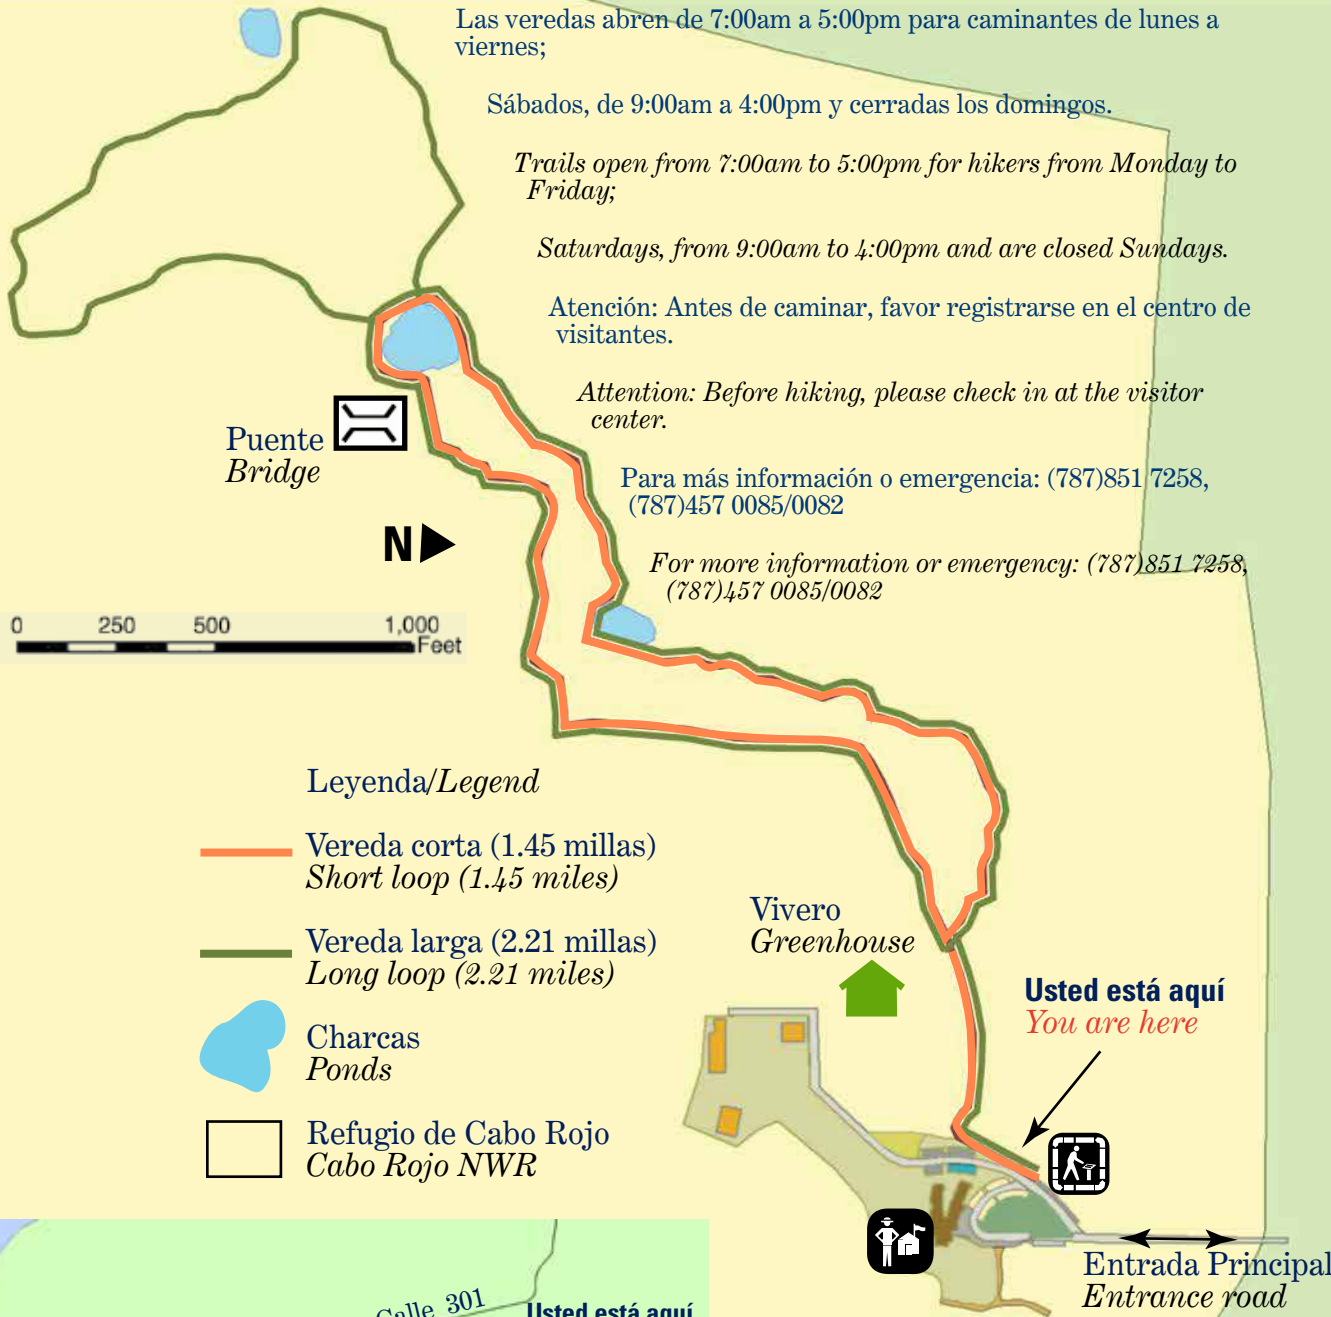 Las veredas abren de 7:00am a 5:00pm para caminantes de lunes a
viernes;
Sábados, de 9:00am a 4:00pm y cerradas los domingos.
Trails open from 7:00am to 5:00pm for hikers from Monday to
Friday;
Saturdays, from 9:00am to 4:00pm and are closed Sundays.
Atención: Antes de caminar, favor registrarse en el centro de
visitantes.
Attention: Before hiking, please check in at the visitor
center.
Para más información o emergencia: (787)851 7258,
(787)457 0085/0082
For more information or emergency: (787)851 7258,
(787)457 0085/0082
Puente
Bridge
N
0 250 500 1,000
Feet
Leyenda/Legend
Vereda corta (1.45 millas)
Short loop (1.45 miles)
Vereda larga (2.21 millas)
Long loop (2.21 miles)
Charcas
Ponds
Refugio de Cabo Rojo
Cabo Rojo NWR
Vivero
Greenhouse
Usted está aquí
You are here
Entrada Principal
Entrance road
Calle 301
Usted está aquí